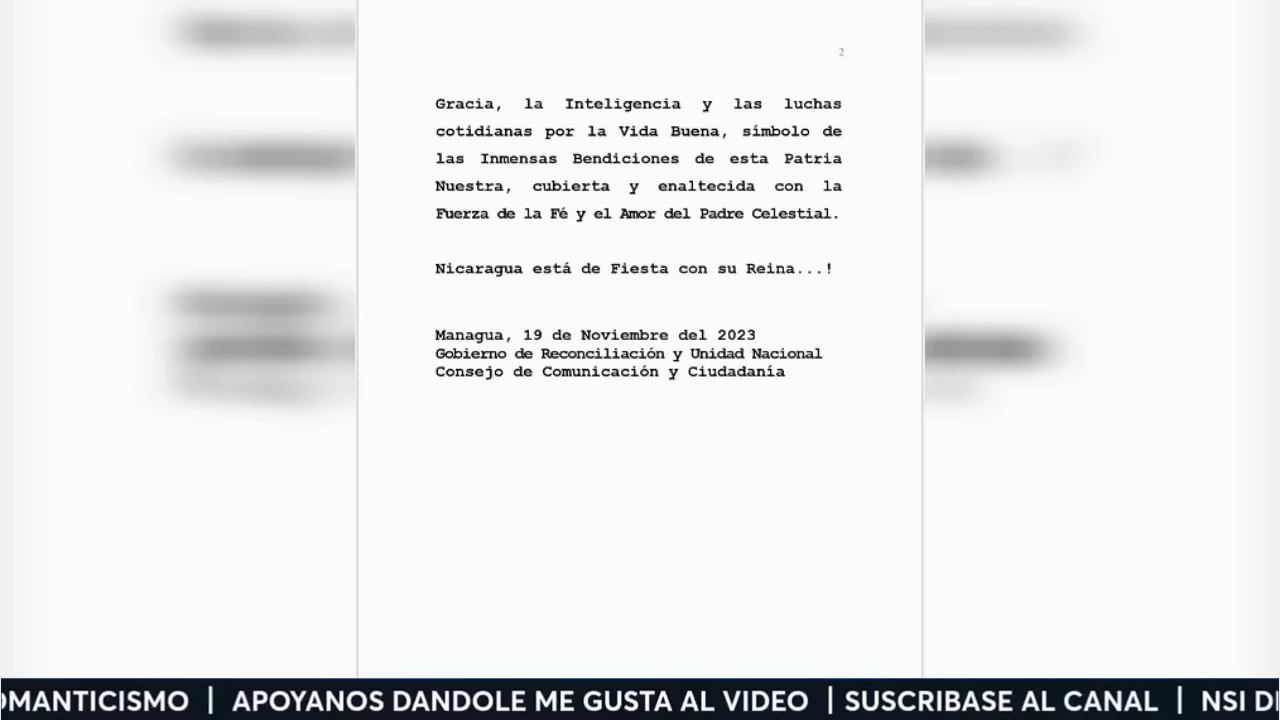 2
Gracia, la Inteligencia y las luchas
cotidianas por la Vida Buena, símbolo de
las Inmensas Bendiciones de esta Patria
Nuestra, cubierta y enaltecida con la
Fuerza de la Fé y el Amor del Padre Celestial.
Nicaragua está de Fiesta con su Reina...!
Managua, 19 de Noviembre del 2023
Gobierno de Reconciliación y Unidad Nacional
Consejo de Comunicación y Ciudadanía
OMANTICISMO | APOYANOS DANDOLE ME GUSTA AL VIDEO | SUSCRIBASE AL CANAL | NSI